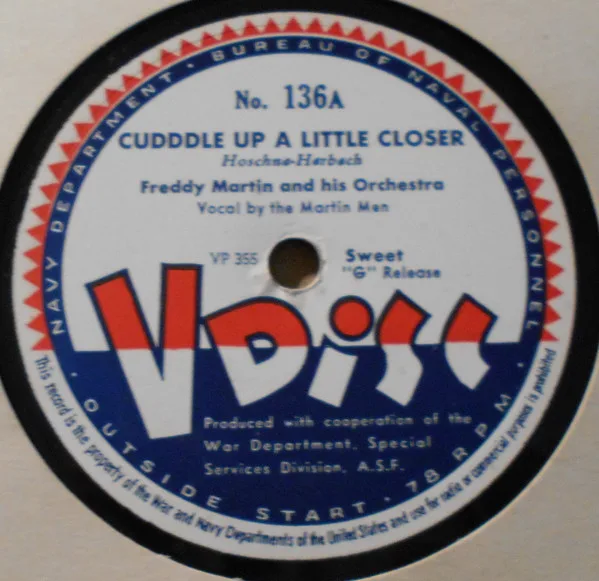 NAVY DEPARTMENT · BUREAU OF NAVAL PERSONNEL ·
No. 136A
CUDDDLE UP A LITTLE CLOSER
Hoschna-Harbach
Freddy Martin and his Orchestra
Vocal by the Martin Men
VP 355
Sweet
"G" Release
V DiSC
Produced with cooperation of the
War Department, Special
Services Division, A.S.F.
· OUTSIDE START · 78 RPM ·
This record is the property of the War and Navy Departments of the United States and use for radio or commercial purposes is prohibited